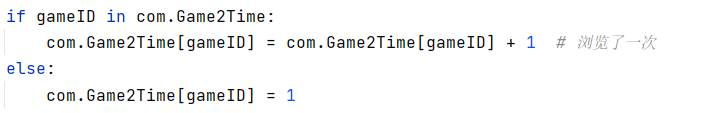 if gameID in com.Game2Time:
    com.Game2Time[gameID] = com.Game2Time[gameID] + 1  # 浏览了一次
else:
    com.Game2Time[gameID] = 1